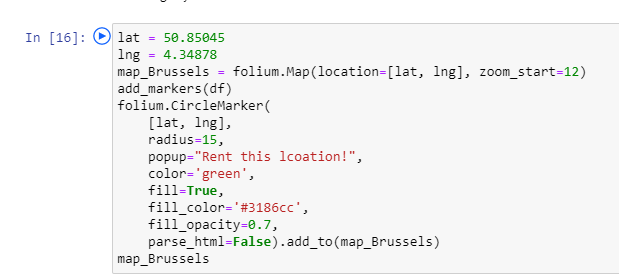 In [16]:
lat = 50.85045
lng = 4.34878
map_Brussels = folium.Map(location=[lat, lng], zoom_start=12)
add_markers(df)
folium.CircleMarker(
    [lat, lng],
    radius=15,
    popup="Rent this lcoation!",
    color='green',
    fill=True,
    fill_color='#3186cc',
    fill_opacity=0.7,
    parse_html=False).add_to(map_Brussels)
map_Brussels